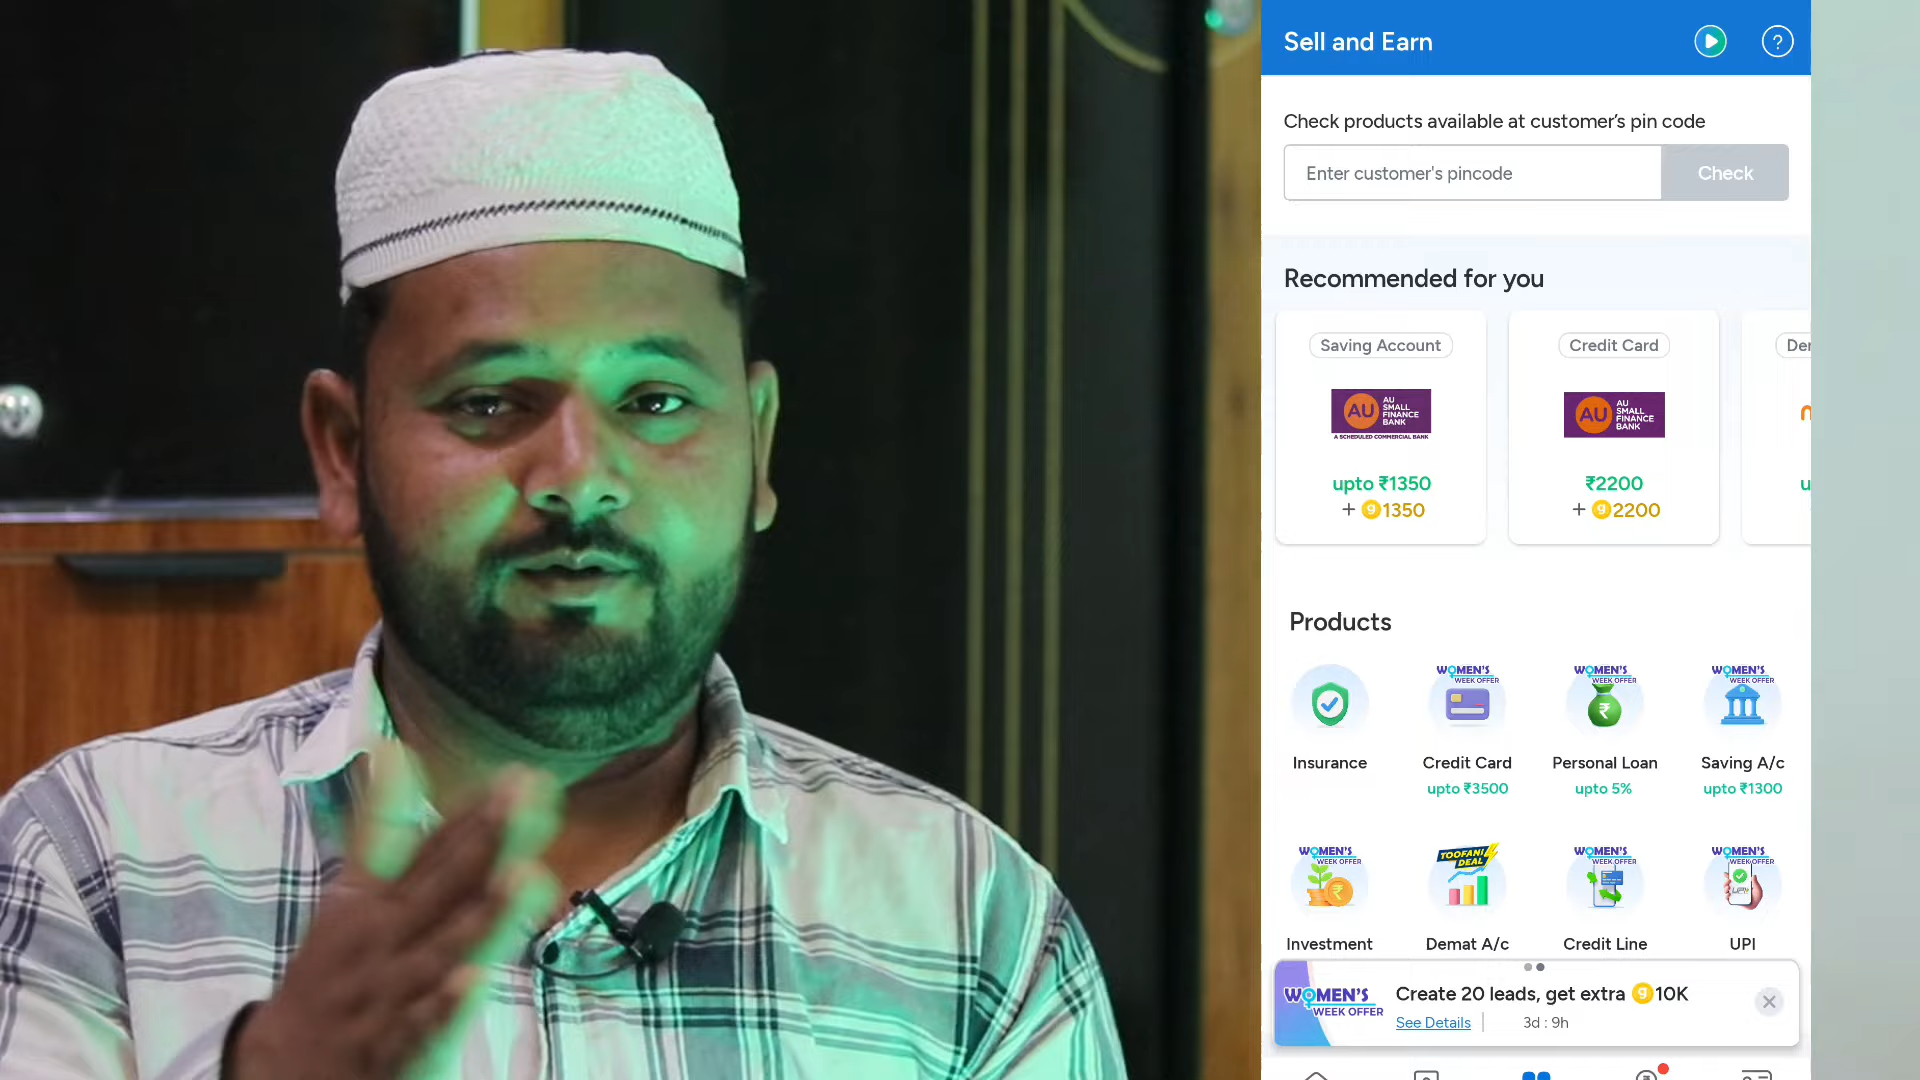 Sell and Earn
?
Check products available at customer's pin code
Enter customer's pincode
Check
Recommended for you
Saving Account
Credit Card
AU
AU
SMALL
FINANCE
BANK
A SCHEDULED COMMERCIAL BANK
AU
AU
SMALL
FINANCE
BANK
upto ₹1350
+ g 1350
₹2200
+ g 2200
Products
WOMEN'S
WEEK OFFER
WOMEN'S
WEEK OFFER
WOMEN'S
WEEK OFFER
Insurance
Credit Card
Personal Loan
Saving A/c
upto ₹3500
upto 5%
upto ₹1300
WOMEN'S
WEEK OFFER
TOOFANI
DEAL
WOMEN'S
WEEK OFFER
WOMEN'S
WEEK OFFER
UPI
Investment
Demat A/c
Credit Line
UPI
WOMEN'S
WEEK OFFER
Create 20 leads, get extra g 10K
See Details
3d : 9h